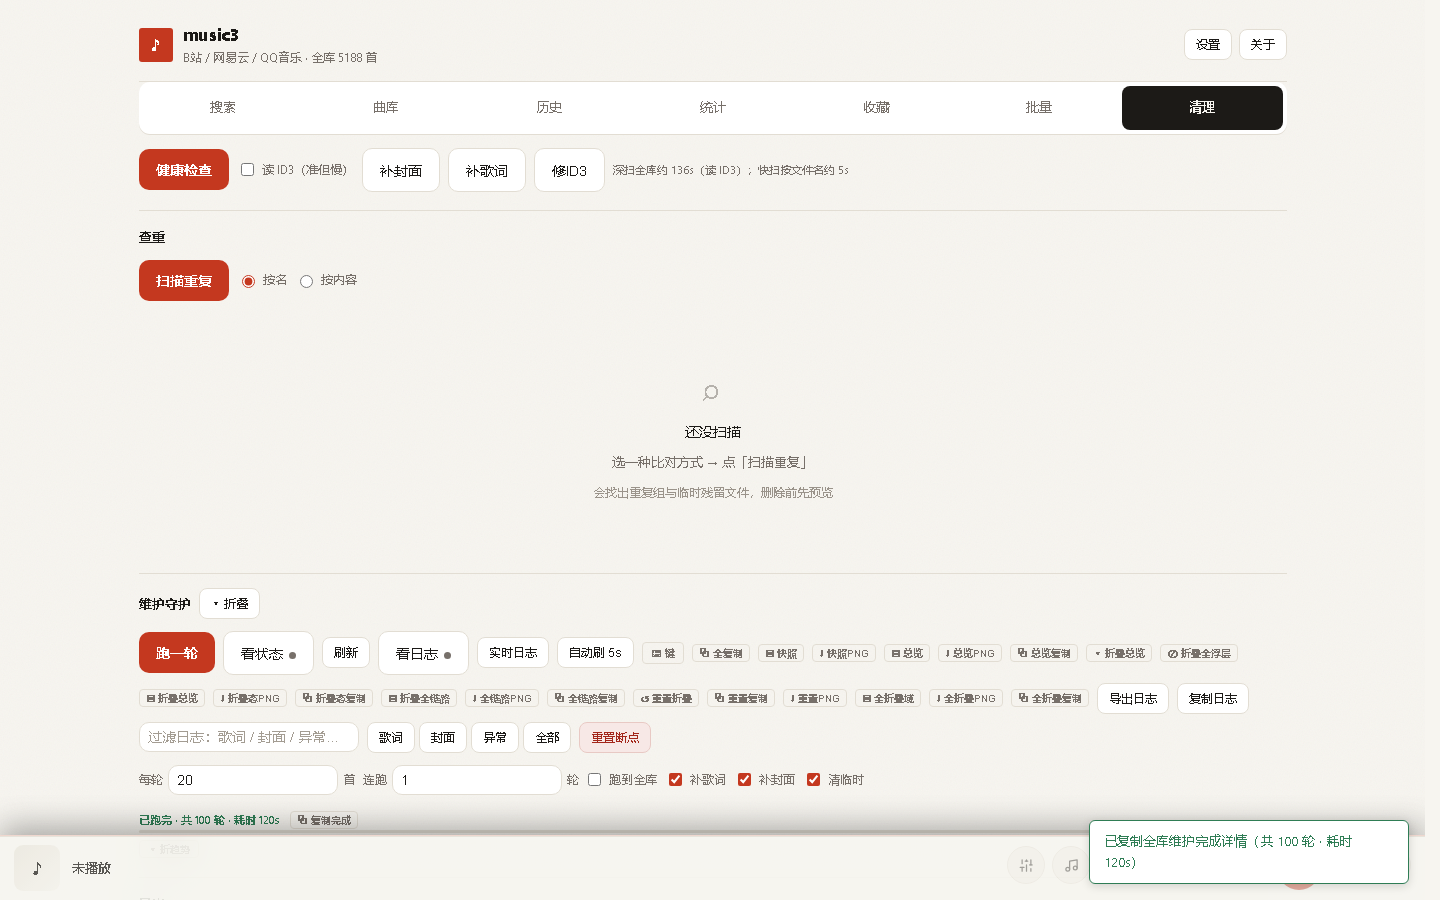 music3
B站 / 网易云 / QQ音乐 · 全库 5188 首
设置
关于
搜索
曲库
历史
统计
收藏
批量
清理
健康检查
读 ID3（准但慢）
补封面
补歌词
修ID3
深扫全库约 136s（读 ID3）；快扫按文件名约 5s
查重
扫描重复
按名
按内容
还没扫描
选一种比对方式 → 点「扫描重复」
会找出重复组与临时残留文件，删除前先预览
维护守护
折叠
跑一轮
看状态
刷新
看日志
实时日志
自动刷 5s
键
全复制
快照
快照PNG
总览
总览PNG
总览复制
折叠总览
折叠全浮层
折叠总览
折叠态PNG
折叠态复制
折叠全链路
全链路PNG
全链路复制
重置折叠
重置复制
重置PNG
全折叠域
全折叠PNG
全折叠复制
导出日志
复制日志
过滤日志：歌词 / 封面 / 异常…
歌词
封面
异常
全部
重置断点
每轮 20 首 连跑 1 轮 跑到全库 补歌词 补封面 清临时
已跑完 · 共 100 轮 · 耗时 120s
复制完成
未播放
已复制全库维护完成详情（共 100 轮 · 耗时
120s）